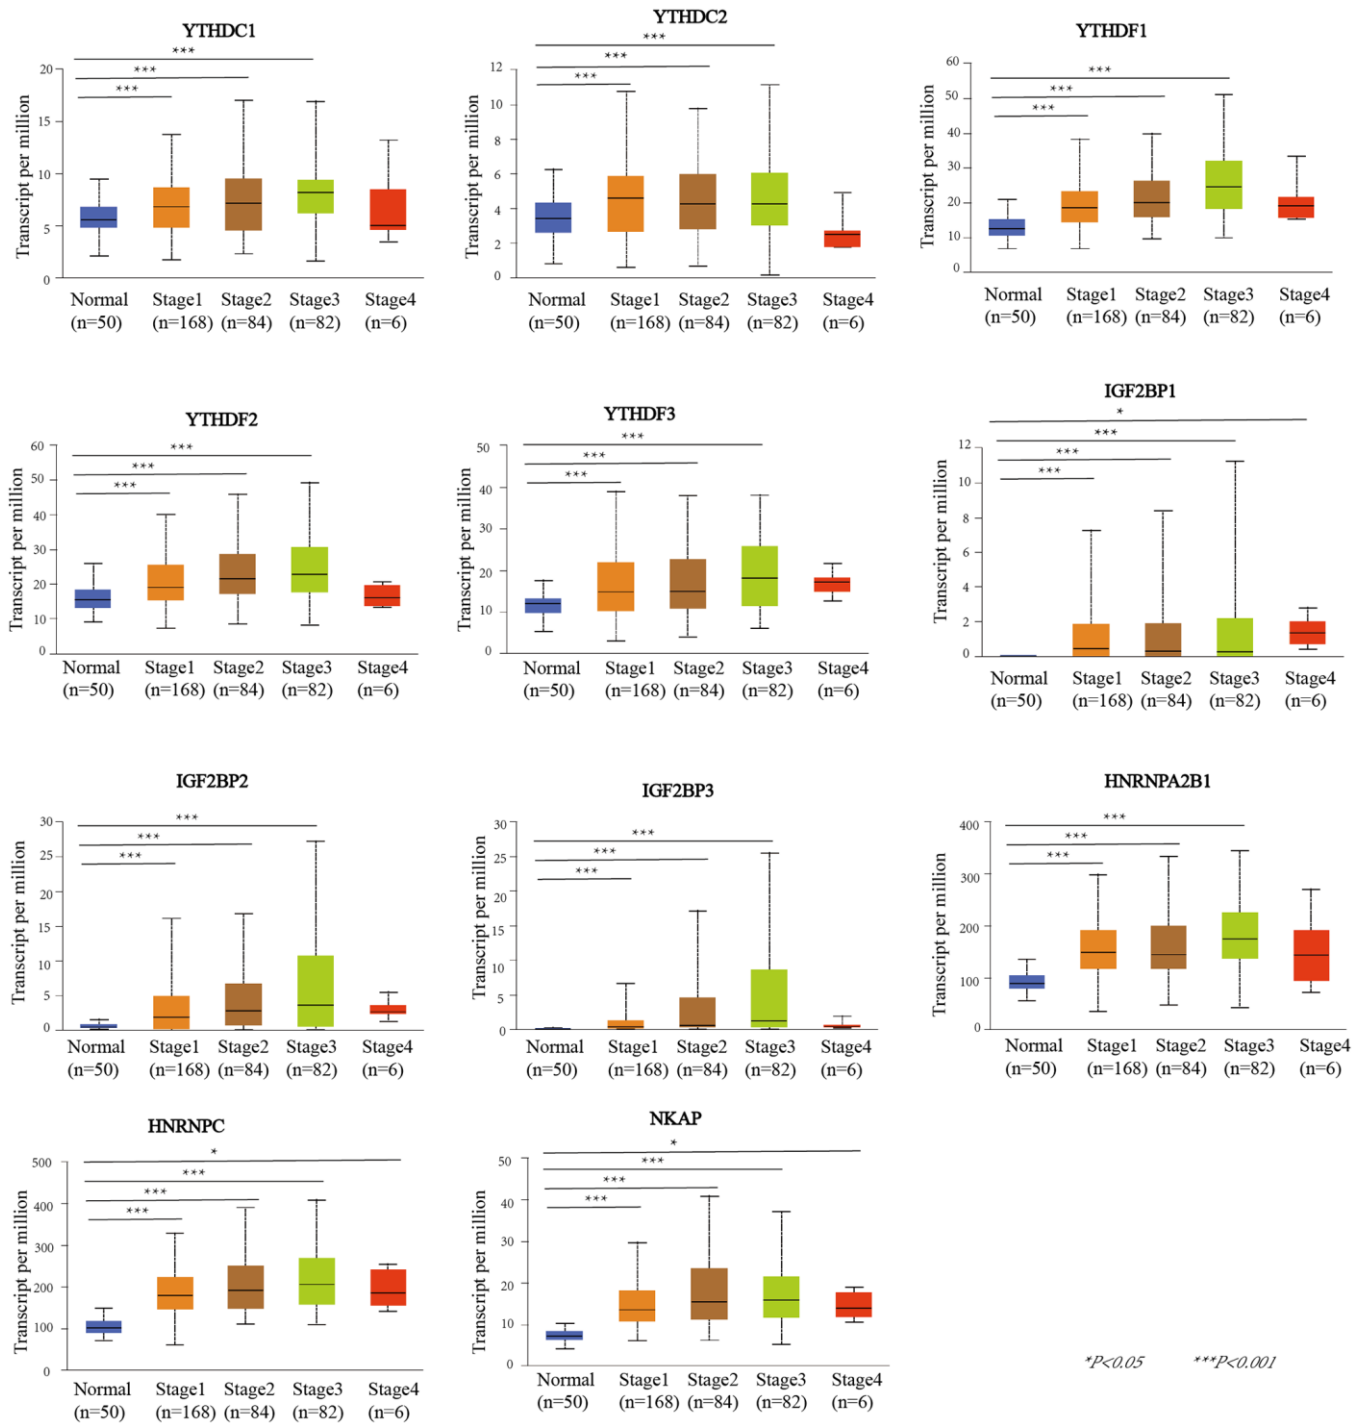 YTHDC1
***
***
***
Transcript per million
20
15
10
5
0
Normal Stage1 Stage2 Stage3 Stage4
(n=50) (n=168) (n=84) (n=82) (n=6)
YTHDC2
***
***
***
Transcript per million
12
10
8
6
4
2
0
Normal Stage1 Stage2 Stage3 Stage4
(n=50) (n=168) (n=84) (n=82) (n=6)
YTHDF1
***
***
***
Transcript per million
60
50
40
30
20
10
0
Normal Stage1 Stage2 Stage3 Stage4
(n=50) (n=168) (n=84) (n=82) (n=6)
YTHDF2
***
***
***
Transcript per million
60
50
40
30
20
10
0
Normal Stage1 Stage2 Stage3 Stage4
(n=50) (n=168) (n=84) (n=82) (n=6)
YTHDF3
***
***
***
Transcript per million
50
40
30
20
10
0
Normal Stage1 Stage2 Stage3 Stage4
(n=50) (n=168) (n=84) (n=82) (n=6)
IGF2BP1
*
***
***
***
Transcript per million
12
10
8
6
4
2
0
Normal Stage1 Stage2 Stage3 Stage4
(n=50) (n=168) (n=84) (n=82) (n=6)
IGF2BP2
***
***
***
Transcript per million
30
25
20
15
10
5
0
Normal Stage1 Stage2 Stage3 Stage4
(n=50) (n=168) (n=84) (n=82) (n=6)
IGF2BP3
***
***
***
Transcript per million
30
25
20
15
10
5
0
Normal Stage1 Stage2 Stage3 Stage4
(n=50) (n=168) (n=84) (n=82) (n=6)
HNRNPA2B1
***
***
***
Transcript per million
400
300
200
100
0
Normal Stage1 Stage2 Stage3 Stage4
(n=50) (n=168) (n=84) (n=82) (n=6)
HNRNPC
*
***
***
***
Transcript per million
500
400
300
200
100
0
Normal Stage1 Stage2 Stage3 Stage4
(n=50) (n=168) (n=84) (n=82) (n=6)
NKAP
*
***
***
***
Transcript per million
50
40
30
20
10
0
Normal Stage1 Stage2 Stage3 Stage4
(n=50) (n=168) (n=84) (n=82) (n=6)
*P<0.05 ***P<0.001